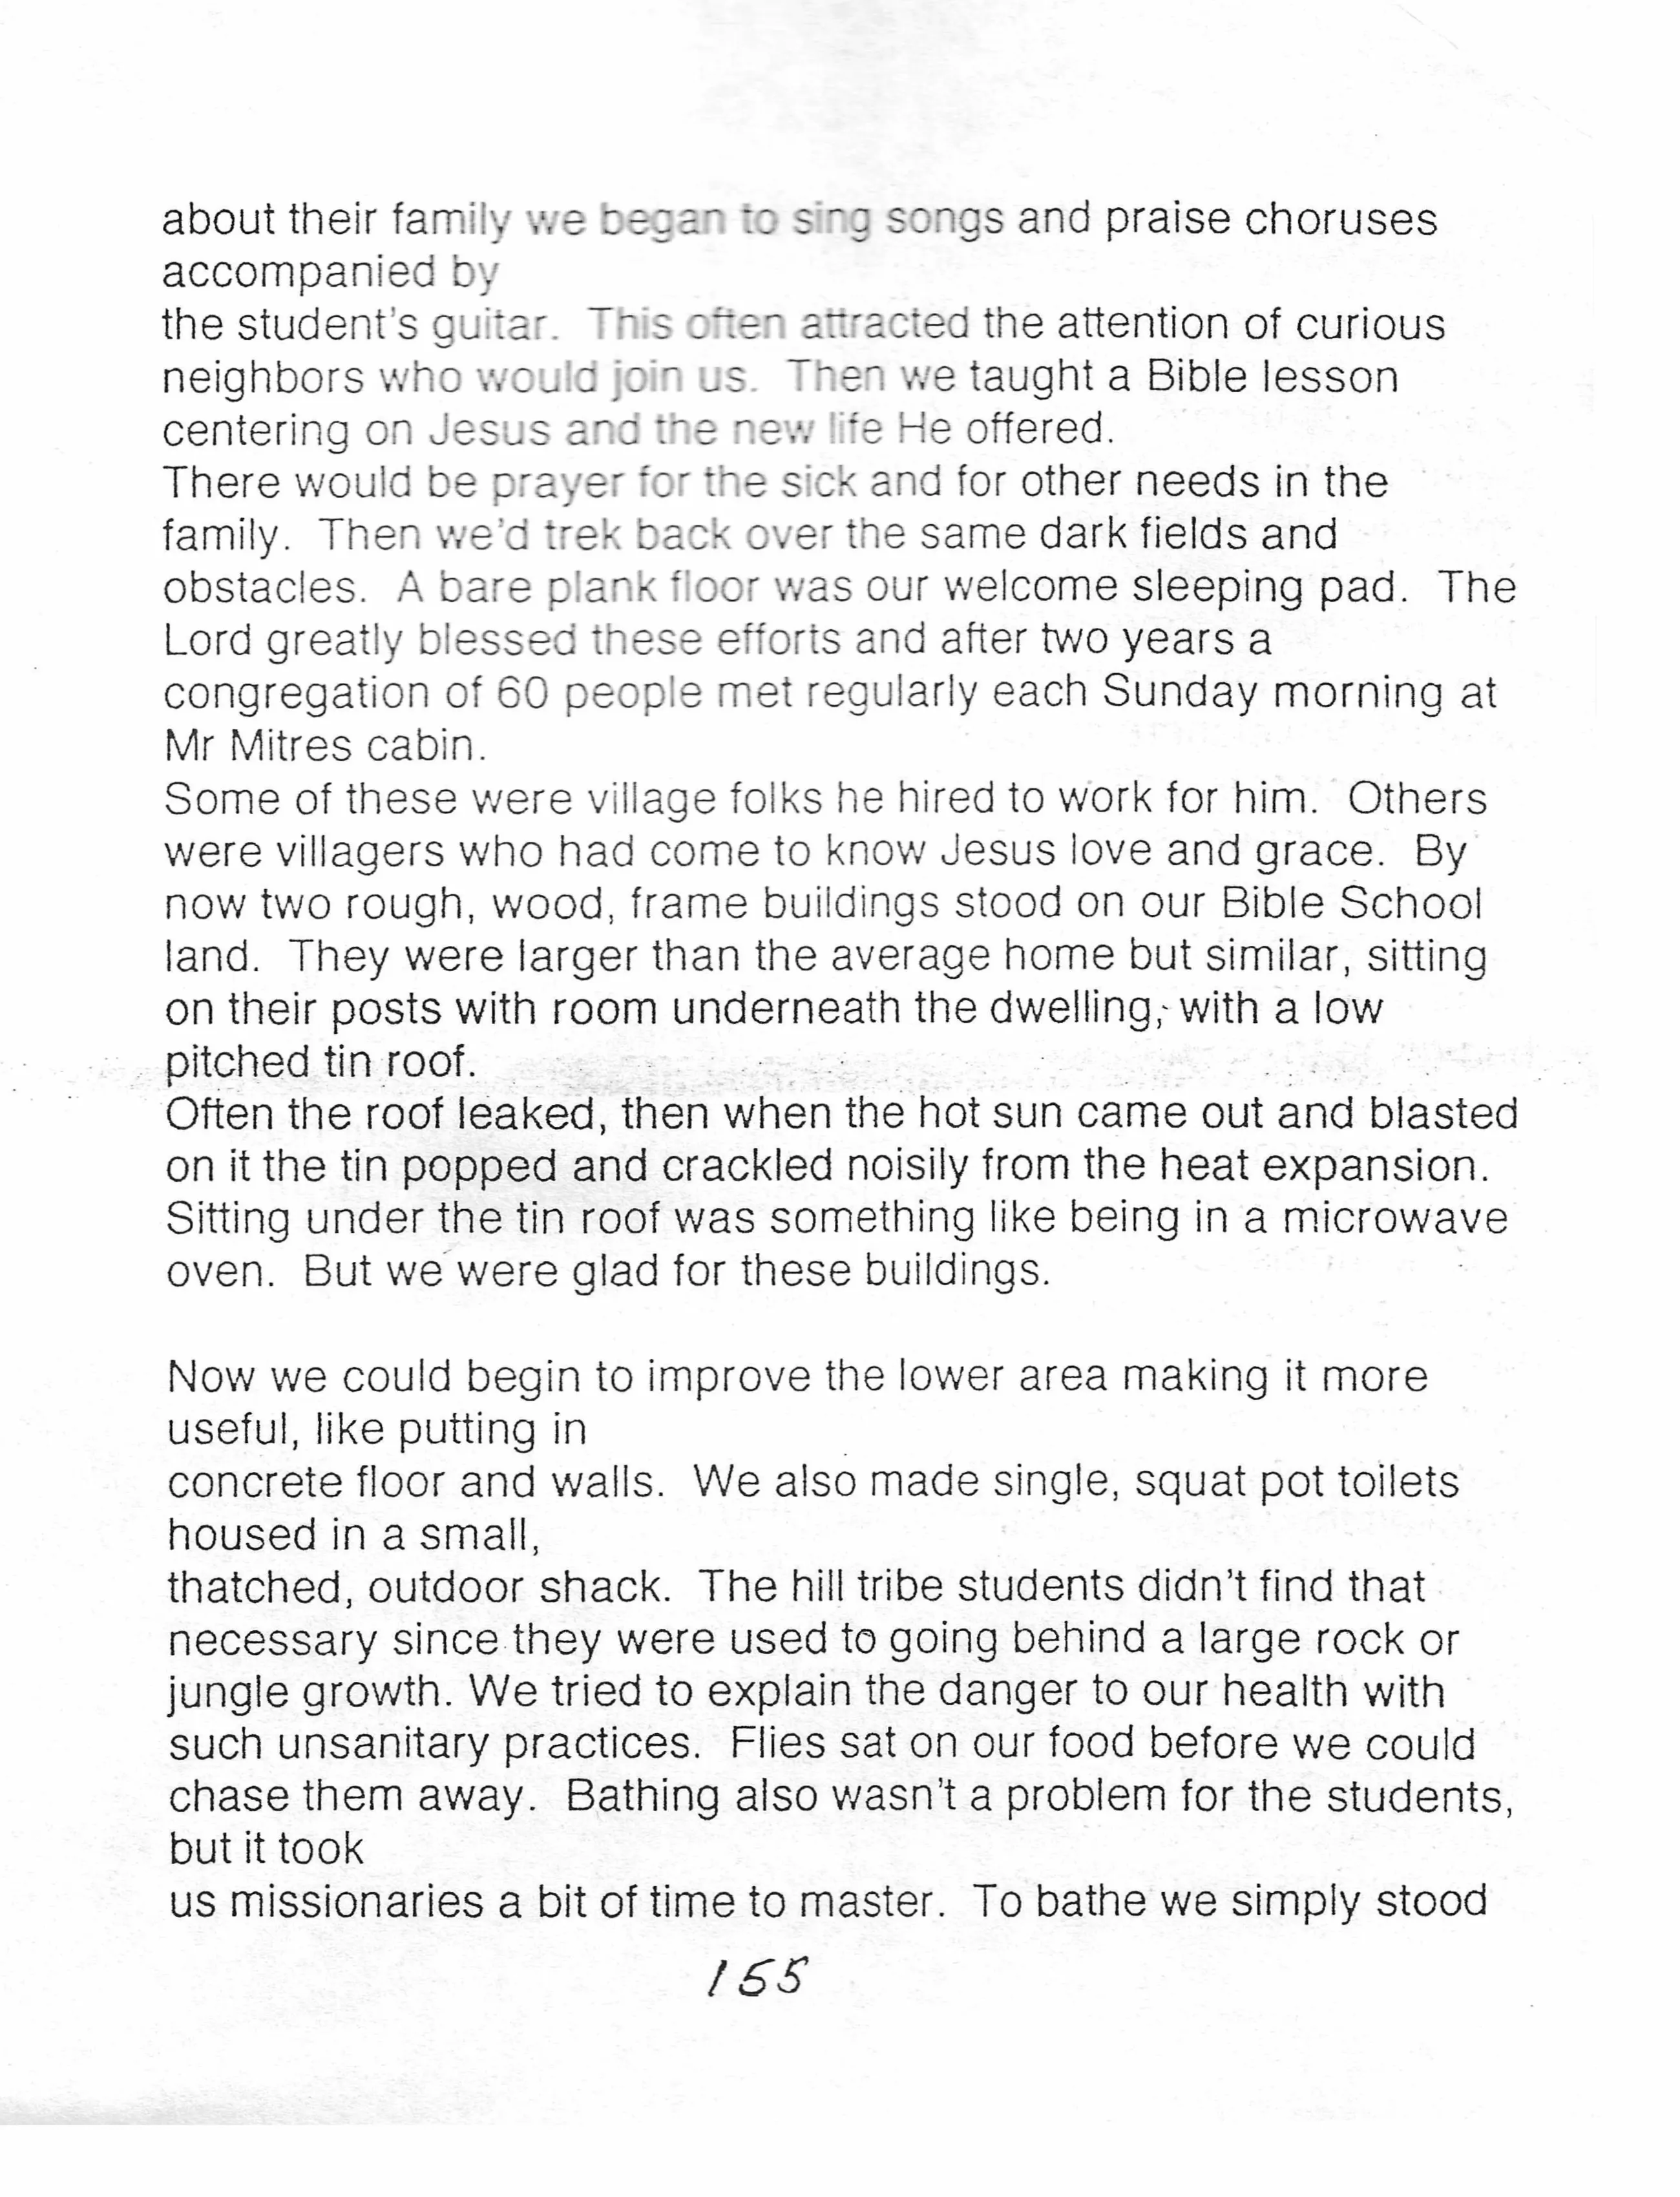 about their family we began to sing songs and praise choruses
accompanied by
the student's guitar.  This often attracted the attention of curious
neighbors who would join us.  Then we taught a Bible lesson
centering on Jesus and the new life He offered.
There would be prayer for the sick and for other needs in the
family.  Then we'd trek back over the same dark fields and
obstacles.  A bare plank floor was our welcome sleeping pad.  The
Lord greatly blessed these efforts and after two years a
congregation of 60 people met regularly each Sunday morning at
Mr Mitres cabin.
Some of these were village folks he hired to work for him.  Others
were villagers who had come to know Jesus love and grace.  By
now two rough, wood, frame buildings stood on our Bible School
land.  They were larger than the average home but similar, sitting
on their posts with room underneath the dwelling, with a low
pitched tin roof.
Often the roof leaked, then when the hot sun came out and blasted
on it the tin popped and crackled noisily from the heat expansion.
Sitting under the tin roof was something like being in a microwave
oven.  But we were glad for these buildings.
Now we could begin to improve the lower area making it more
useful, like putting in
concrete floor and walls.  We also made single, squat pot toilets
housed in a small,
thatched, outdoor shack.  The hill tribe students didn't find that
necessary since they were used to going behind a large rock or
jungle growth. We tried to explain the danger to our health with
such unsanitary practices.  Flies sat on our food before we could
chase them away.  Bathing also wasn't a problem for the students,
but it took
us missionaries a bit of time to master.  To bathe we simply stood
155